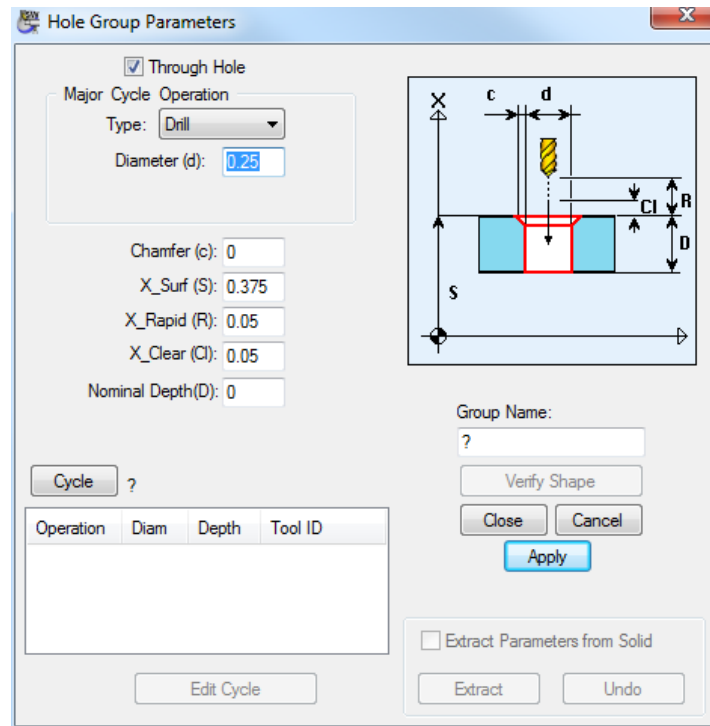 Hole Group Parameters
Through Hole
Major Cycle Operation
Type: Drill
Diameter (d): 0.25
Chamfer (c): 0
X_Surf (S): 0.375
X_Rapid (R): 0.05
X_Clear (Cl): 0.05
Nominal Depth(D): 0
X c d
Cl R
D
S
Group Name:
?
Verify Shape
Close Cancel
Apply
Cycle ?
Operation Diam Depth Tool ID
Edit Cycle
Extract Parameters from Solid
Extract Undo